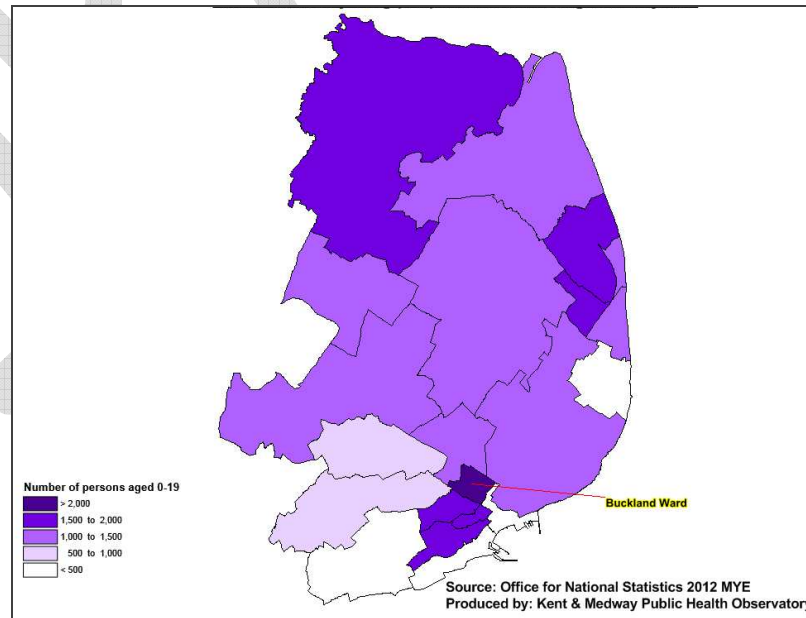 Number of persons aged 0-19
> 2,000
1,500 to 2,000
1,000 to 1,500
500 to 1,000
< 500
Buckland Ward
Source: Office for National Statistics 2012 MYE
Produced by: Kent & Medway Public Health Observatory